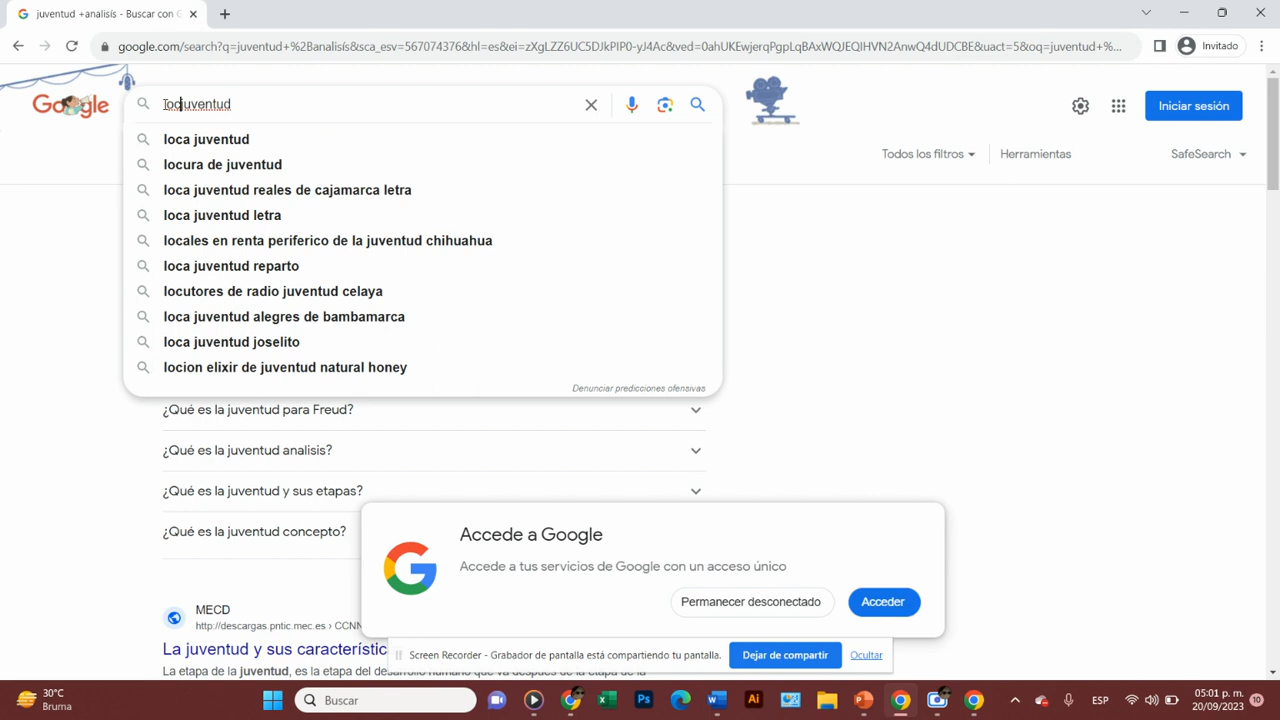 juventud +analisís - Buscar con G
google.com/search?q=juventud+%2Banalisís&sca_esv=567074376&hl=es&ei=zXgLZZ6UC5DJkPIP0-yJ4Ac&ved=0ahUKEwjerqPgpLqBAxWQJEQIHVN2AnwQ4dUDCBE&uact=5&oq=juventud+%...
Invitado
Google
juventud
Iniciar sesión
loca juventud
locura de juventud
loca juventud reales de cajamarca letra
loca juventud letra
locales en renta periferico de la juventud chihuahua
loca juventud reparto
locutores de radio juventud celaya
loca juventud alegres de bambamarca
loca juventud joselito
locion elixir de juventud natural honey
Denunciar predicciones ofensivas
Todos los filtros
Herramientas
SafeSearch
¿Qué es la juventud para Freud?
¿Qué es la juventud analisis?
¿Qué es la juventud y sus etapas?
¿Qué es la juventud concepto?
Accede a Google
Accede a tus servicios de Google con un acceso único
Permanecer desconectado
Acceder
MECD
http://descargas.pntic.mec.es › CCNN
La juventud y sus característic
La etapa de la juventud, es la etapa del desarrollo humano que va después de la etapa de la
Screen Recorder - Grabador de pantalla está compartiendo tu pantalla.
Dejar de compartir
Ocultar
30°C
Bruma
Buscar
ESP
05:01 p. m.
20/09/2023
10